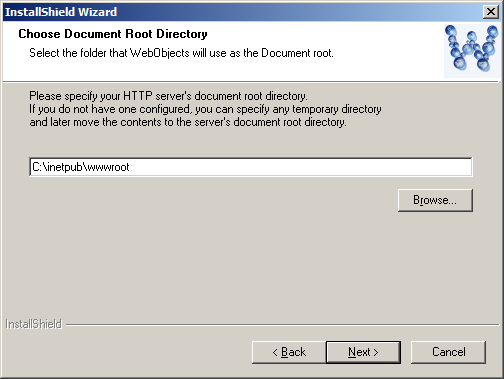 InstallShield Wizard
Choose Document Root Directory
Select the folder that WebObjects will use as the Document root.
Please specify your HTTP server's document root directory.
If you do not have one configured, you can specify any temporary directory
and later move the contents to the server's document root directory.
C:\inetpub\wwwroot
Browse...
InstallShield
< Back
Next >
Cancel